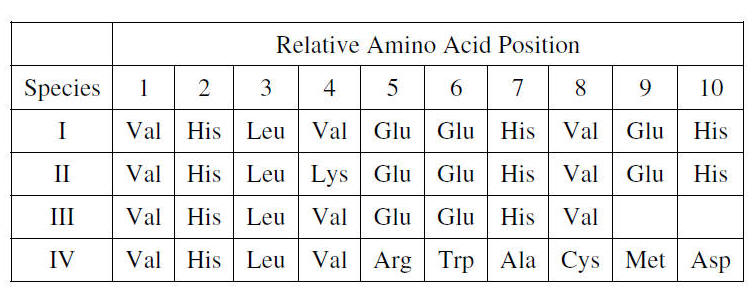 Relative Amino Acid Position
Species 1 2 3 4 5 6 7 8 9 10
I Val His Leu Val Glu Glu His Val Glu His
II Val His Leu Lys Glu Glu His Val Glu His
III Val His Leu Val Glu Glu His Val
IV Val His Leu Val Arg Trp Ala Cys Met Asp